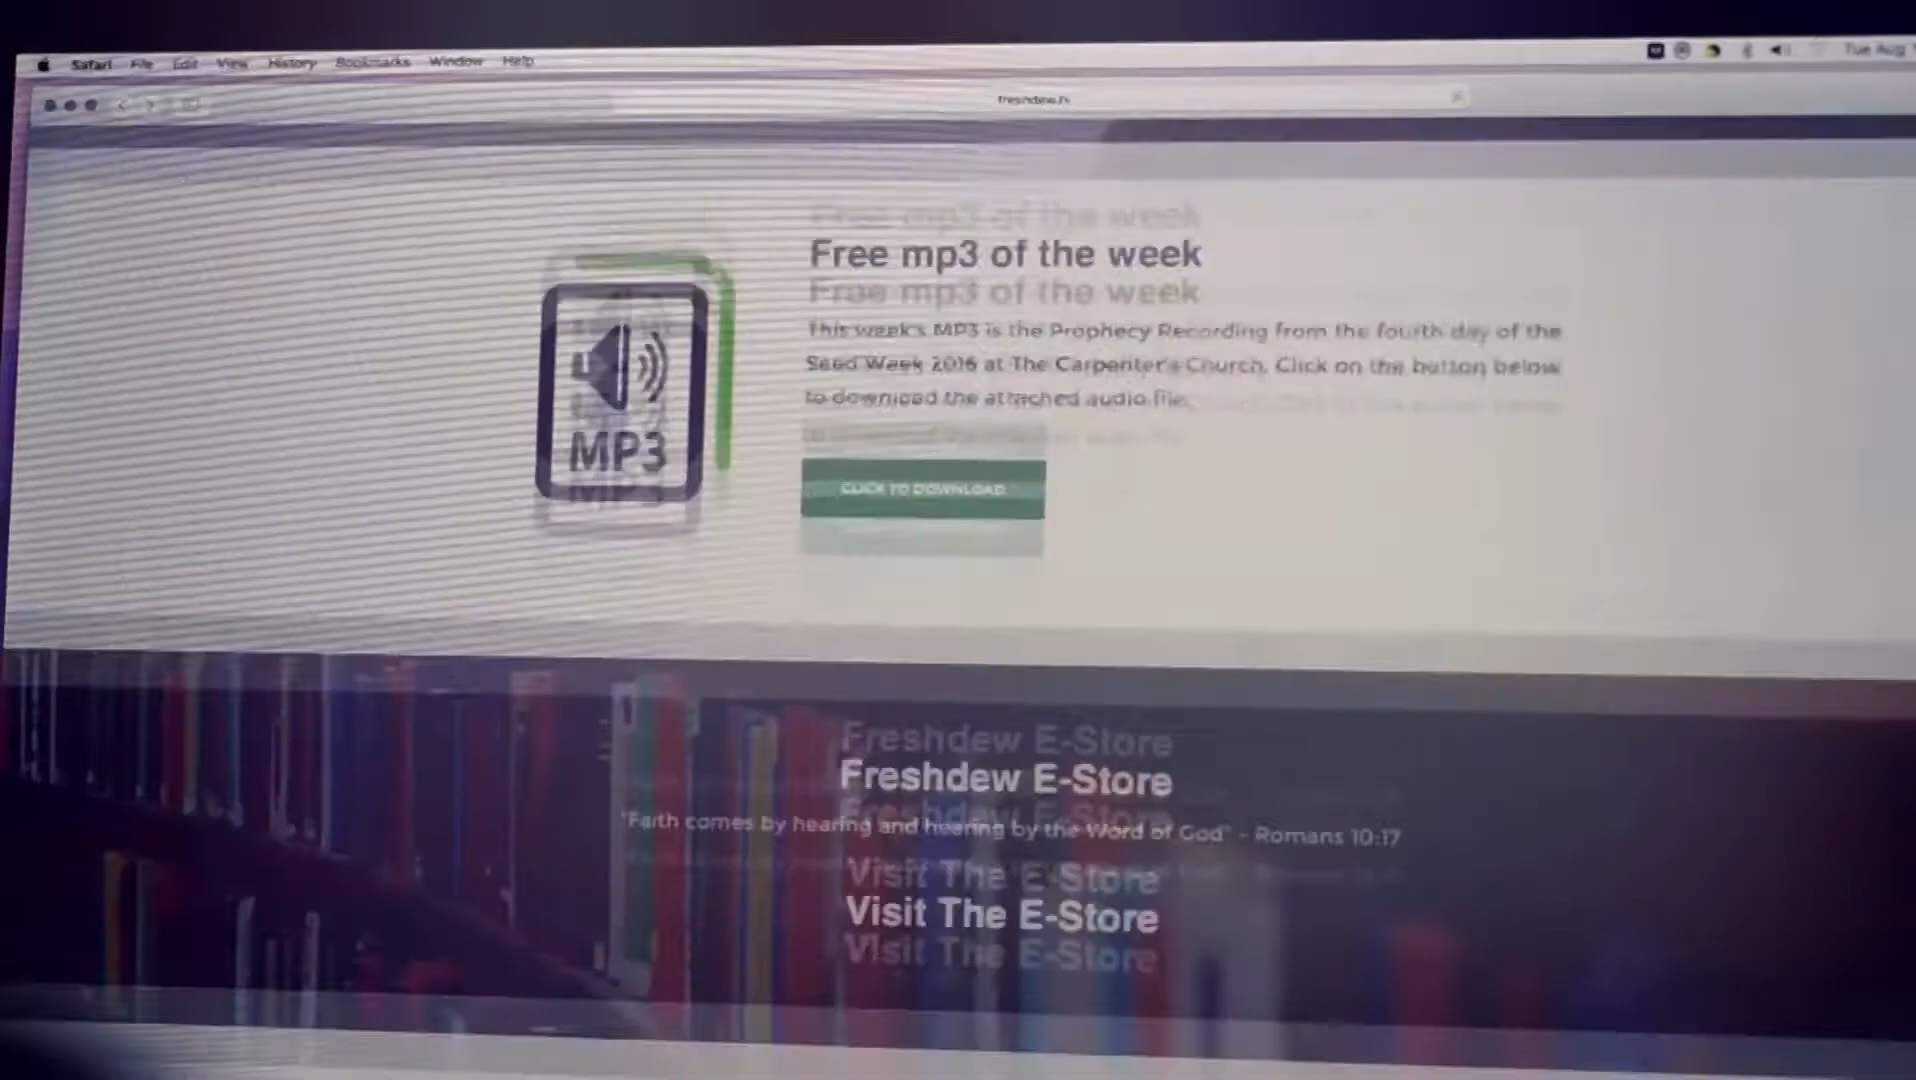 Safari File Edit View History Bookmarks Window Help
Tue Aug
Free mp3 of the week
This week's MP3 is the Prophecy Recording from the fourth day of the
Seed Week 2016 at The Carpenter's Church. Click on the button below
to download the attached audio file.
MP3
CLICK TO DOWNLOAD
Freshdew E-Store
"Faith comes by hearing and hearing by the Word of God" - Romans 10:17
Visit The E-Store